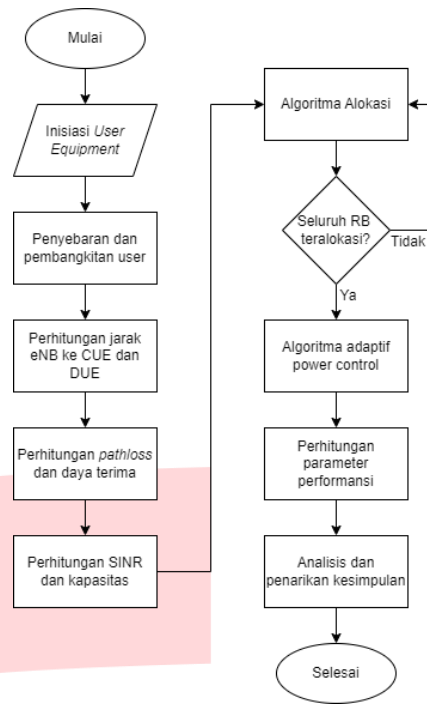 Mulai
Inisiasi User
Equipment
Penyebaran dan
pembangkitan user
Perhitungan jarak
eNB ke CUE dan
DUE
Perhitungan pathloss
dan daya terima
Perhitungan SINR
dan kapasitas
Algoritma Alokasi
Seluruh RB
teralokasi?
Tidak
Ya
Algoritma adaptif
power control
Perhitungan
parameter
performansi
Analisis dan
penarikan kesimpulan
Selesai